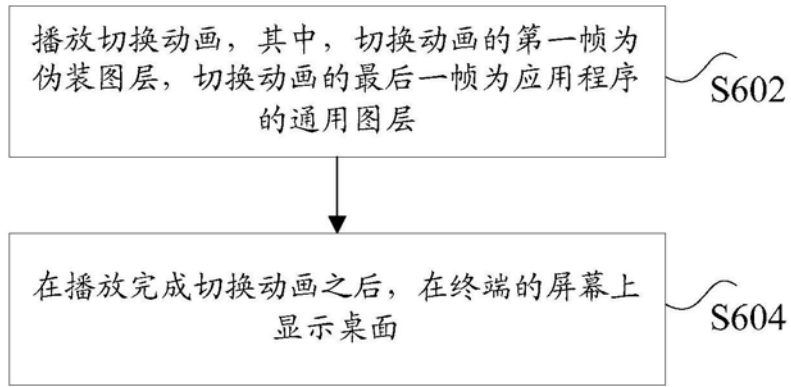 播放切换动画，其中，切换动画的第一帧为
伪装图层，切换动画的最后一帧为应用程序
的通用图层
S602
在播放完成切换动画之后，在终端的屏幕上
显示桌面
S604